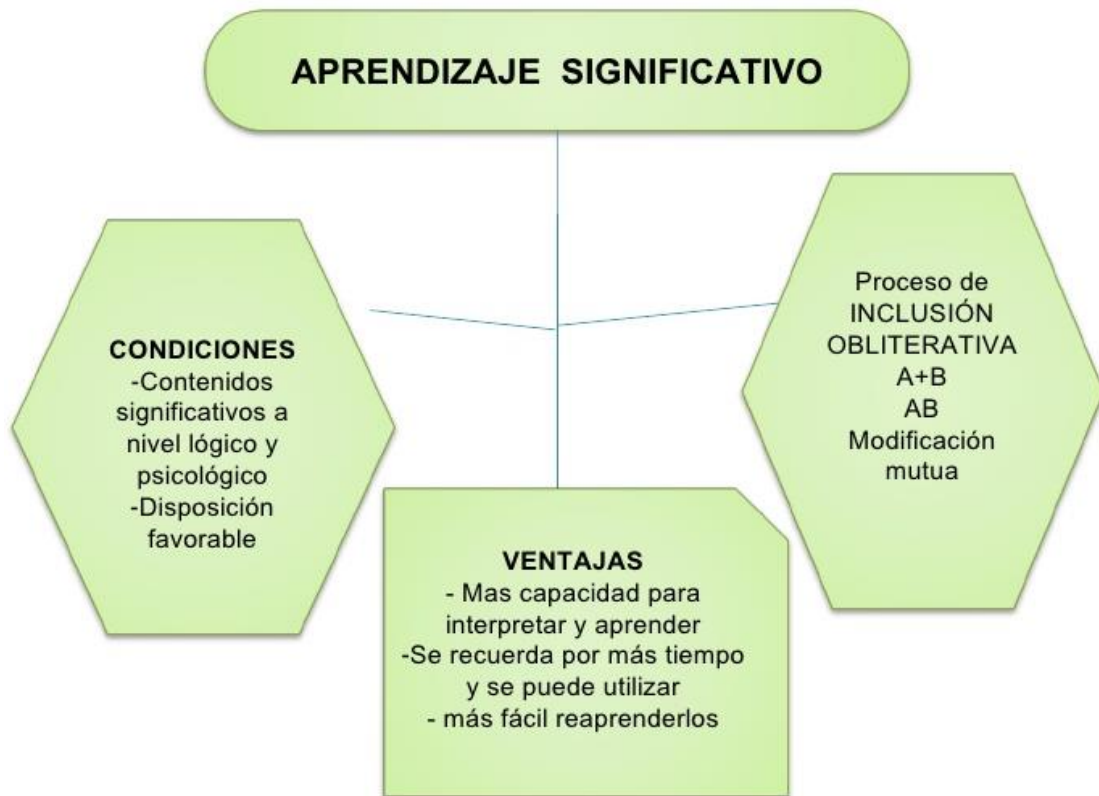 APRENDIZAJE SIGNIFICATIVO
CONDICIONES
-Contenidos
significativos a
nivel lógico y
psicológico
-Disposición
favorable
VENTAJAS
- Mas capacidad para
interpretar y aprender
-Se recuerda por más tiempo
y se puede utilizar
- más fácil reaprenderlos
Proceso de
INCLUSIÓN
OBLITERATIVA
A+B
AB
Modificación
mutua